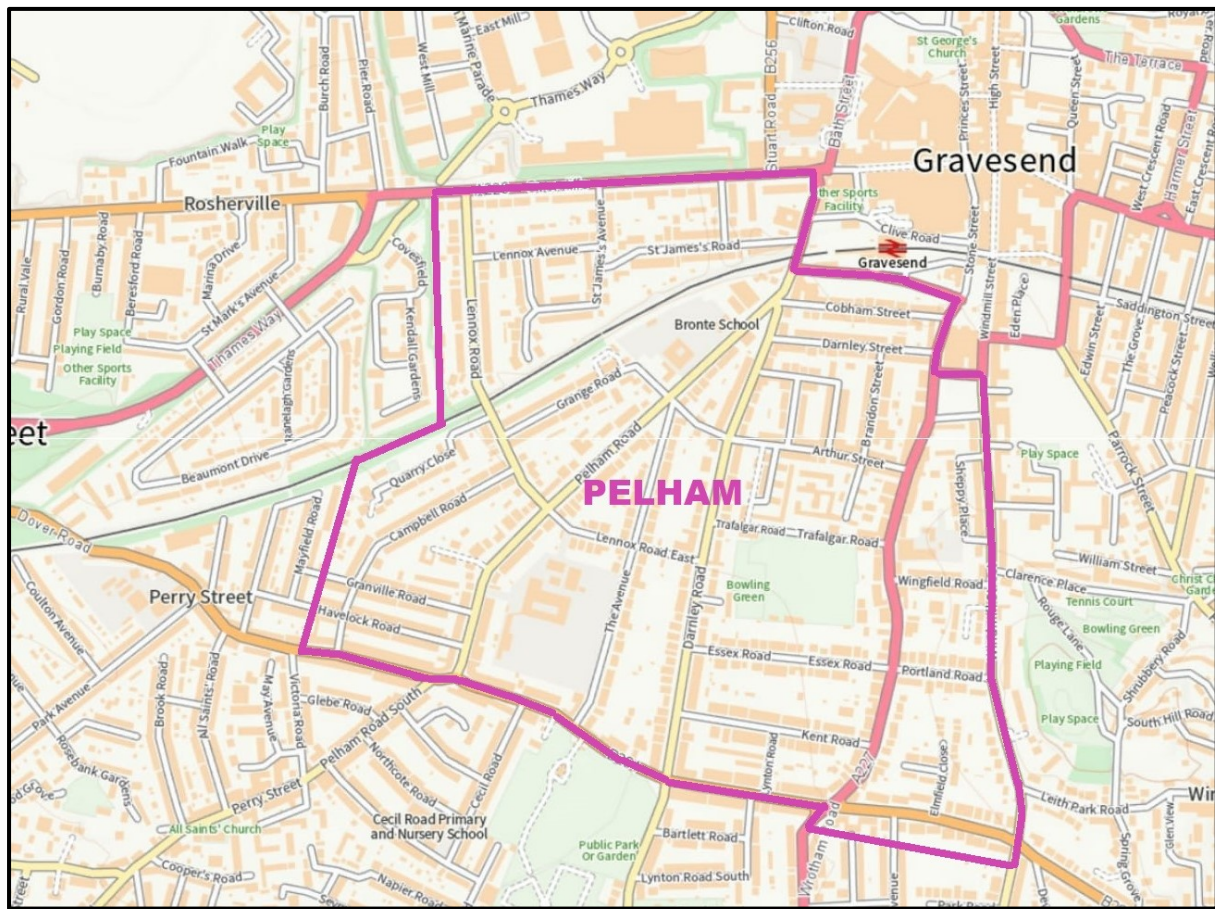 Clifton Road
Gardens
East Mill
Marine Parade
West Mill
Burch Road
Pier Road
B256
Stuart Road
Bath Street
St George's
Church
Princes Street
High Street
Queen Street
The Terrace
Thames Way
Play
Space
Fountain Walk
Gravesend
West Crescent Road
Harmer Street
Rosherville
ther Sports
Facility
Clive Road
Gravesend
Stone Street
Windmill Street
Eden Place
Saddington Street
Rural Vale
Gordon Road
Burnaby Road
Beresford Road
Marina Drive
St Mark's Avenue
Thames Way
Coverfield
Kendall Gardens
Lennox Road
Lennox Avenue
St James's Avenue
St James's Road
Bronte School
Cobham Street
Darnley Street
Brandon Street
Edwin Street
The Grove
Peacock Street
Play Space
Playing Field
Other Sports
Facility
eet
Beaumont Drive
Grange Road
Quarry Close
Pelham Road
Campbell Road
PELHAM
Arthur Street
Sheppy Place
Play Space
Parrock Street
Dover Road
Mayfield Road
Trafalgar Road
Trafalgar Road
Lennox Road East
William Street
Perry Street
Granville Road
Havelock Road
The Avenue
Darnley Road
Bowling
Green
Wingfield Road
Clarence Place
Rouge Lane
Tennis Court
Bowling Green
Coulton Avenue
Essex Road
Essex Road
Portland Road
Playing Field
Shrubbery Road
Park Avenue
Brook Road
All Saints' Road
May Avenue
Victoria Road
Glebe Road
Pelham Road South
Northcote Road
Cecil Road
Kent Road
Lynton Road
A227
Elmfield Close
Play Space
South Hill Road
Leith Park Road
Win
Rosebank Gardens
Perry Street
All Saints' Church
Cecil Road Primary
and Nursery School
Cooper's Road
Napier Road
Public Park
Or Garden
Bartlett Road
Lynton Road South
Wrotham Road
Park Road
Spring Grove
Glen View